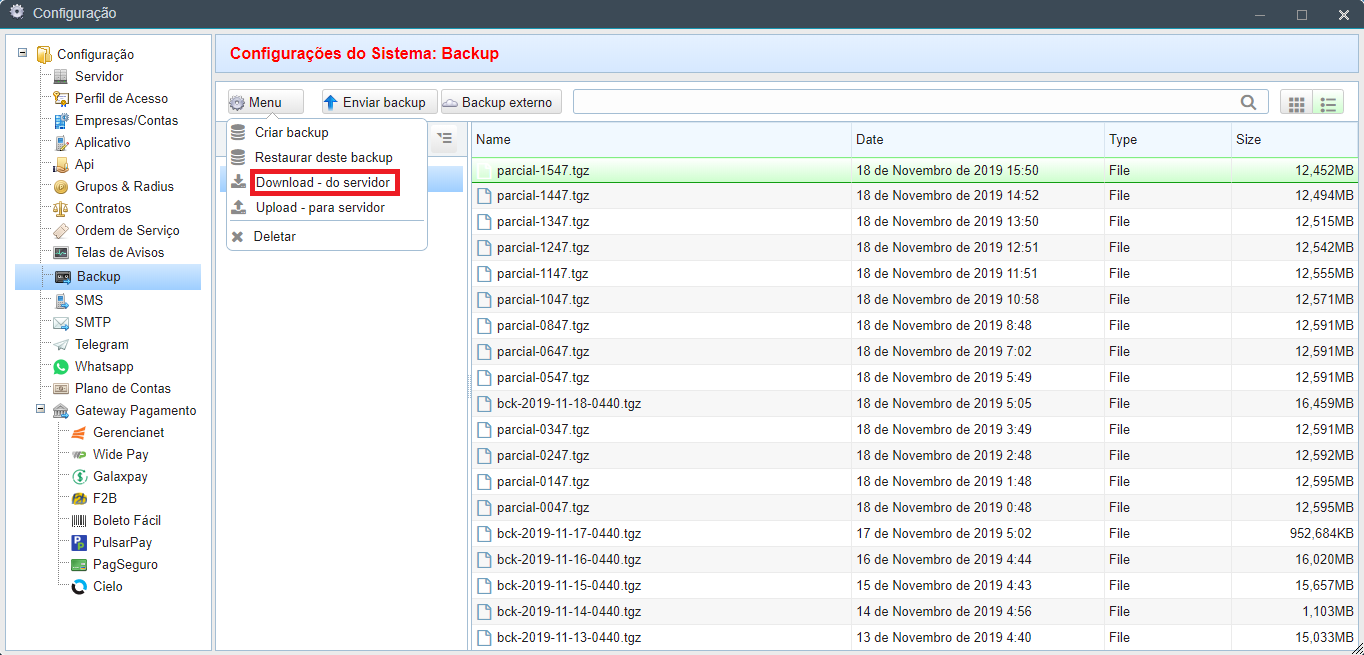 Configuração
Configuração
Servidor
Perfil de Acesso
Empresas/Contas
Aplicativo
Api
Grupos & Radius
Contratos
Ordem de Serviço
Telas de Avisos
Backup
SMS
SMTP
Telegram
Whatsapp
Plano de Contas
Gateway Pagamento
Gerencianet
Wide Pay
Galaxpay
F2B
Boleto Fácil
PulsarPay
PagSeguro
Cielo
Configurações do Sistema: Backup
Menu Enviar backup Backup externo
Criar backup
Restaurar deste backup
Download - do servidor
Upload - para servidor
Deletar
Name Date Type Size
parcial-1547.tgz 18 de Novembro de 2019 15:50 File 12,452MB
parcial-1447.tgz 18 de Novembro de 2019 14:52 File 12,494MB
parcial-1347.tgz 18 de Novembro de 2019 13:50 File 12,515MB
parcial-1247.tgz 18 de Novembro de 2019 12:51 File 12,542MB
parcial-1147.tgz 18 de Novembro de 2019 11:51 File 12,555MB
parcial-1047.tgz 18 de Novembro de 2019 10:58 File 12,571MB
parcial-0847.tgz 18 de Novembro de 2019 8:48 File 12,591MB
parcial-0647.tgz 18 de Novembro de 2019 7:02 File 12,591MB
parcial-0547.tgz 18 de Novembro de 2019 5:49 File 12,591MB
bck-2019-11-18-0440.tgz 18 de Novembro de 2019 5:05 File 16,459MB
parcial-0347.tgz 18 de Novembro de 2019 3:49 File 12,591MB
parcial-0247.tgz 18 de Novembro de 2019 2:48 File 12,592MB
parcial-0147.tgz 18 de Novembro de 2019 1:48 File 12,595MB
parcial-0047.tgz 18 de Novembro de 2019 0:48 File 12,595MB
bck-2019-11-17-0440.tgz 17 de Novembro de 2019 5:02 File 952,684KB
bck-2019-11-16-0440.tgz 16 de Novembro de 2019 4:44 File 16,020MB
bck-2019-11-15-0440.tgz 15 de Novembro de 2019 4:43 File 15,657MB
bck-2019-11-14-0440.tgz 14 de Novembro de 2019 4:56 File 1,103MB
bck-2019-11-13-0440.tgz 13 de Novembro de 2019 4:40 File 15,033MB